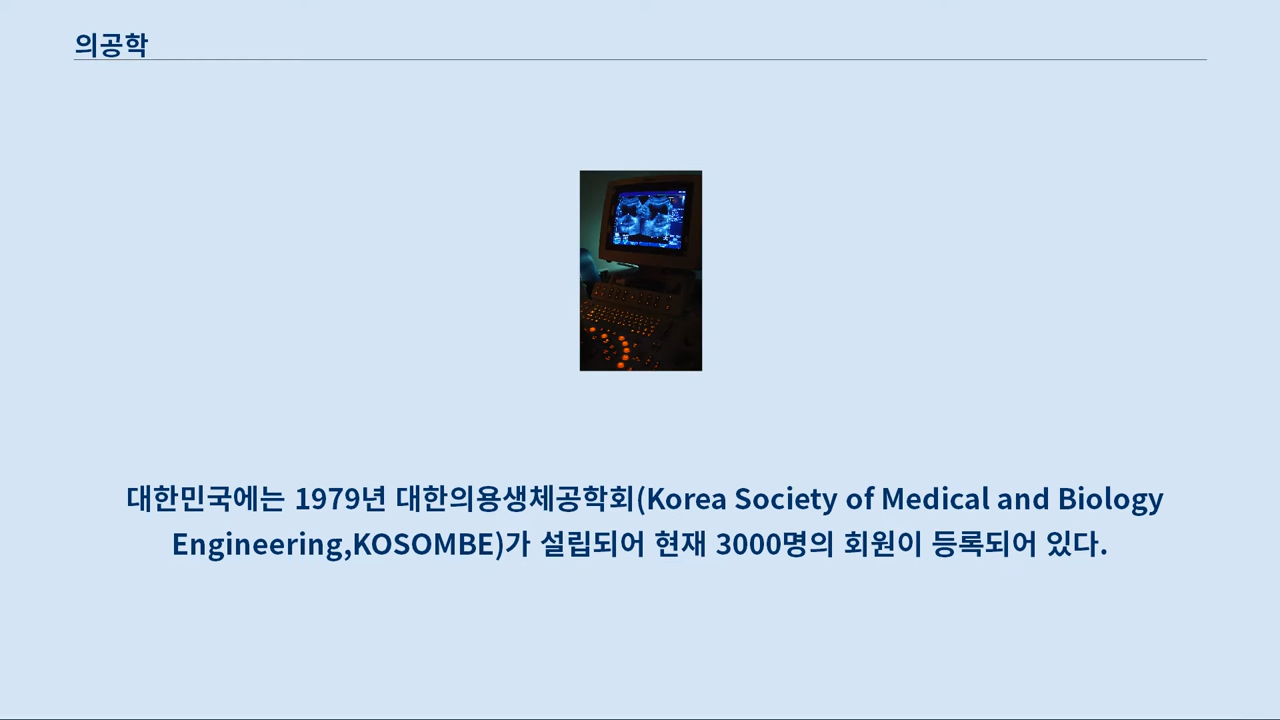 의공학
대한민국에는 1979년 대한의용생체공학회(Korea Society of Medical and Biology
Engineering,KOSOMBE)가 설립되어 현재 3000명의 회원이 등록되어 있다.